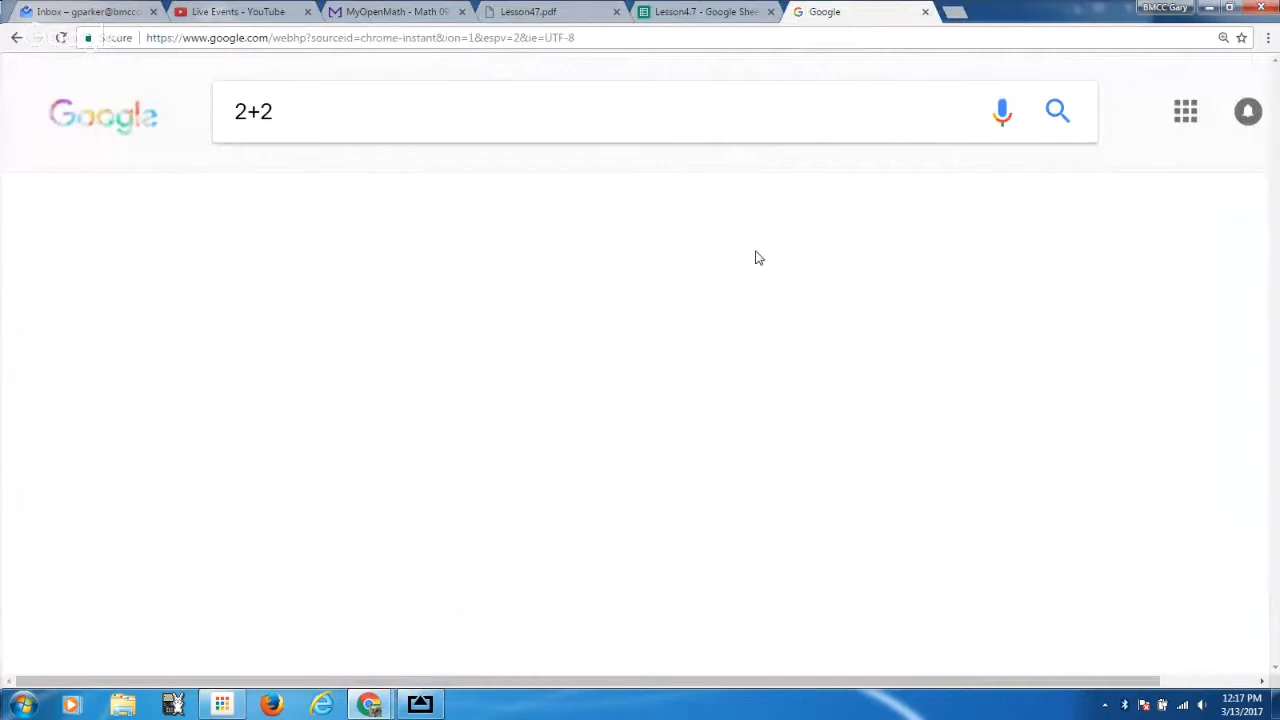 Inbox – gparker@bmcc
Live Events - YouTube
MyOpenMath - Math 09
Lesson47.pdf
Lesson4.7 - Google She
Google
BMCC Gary
https://www.google.com/webhp?sourceid=chrome-instant&ion=1&espv=2&ie=UTF-8
Google
2+2
12:17 PM
3/13/2017